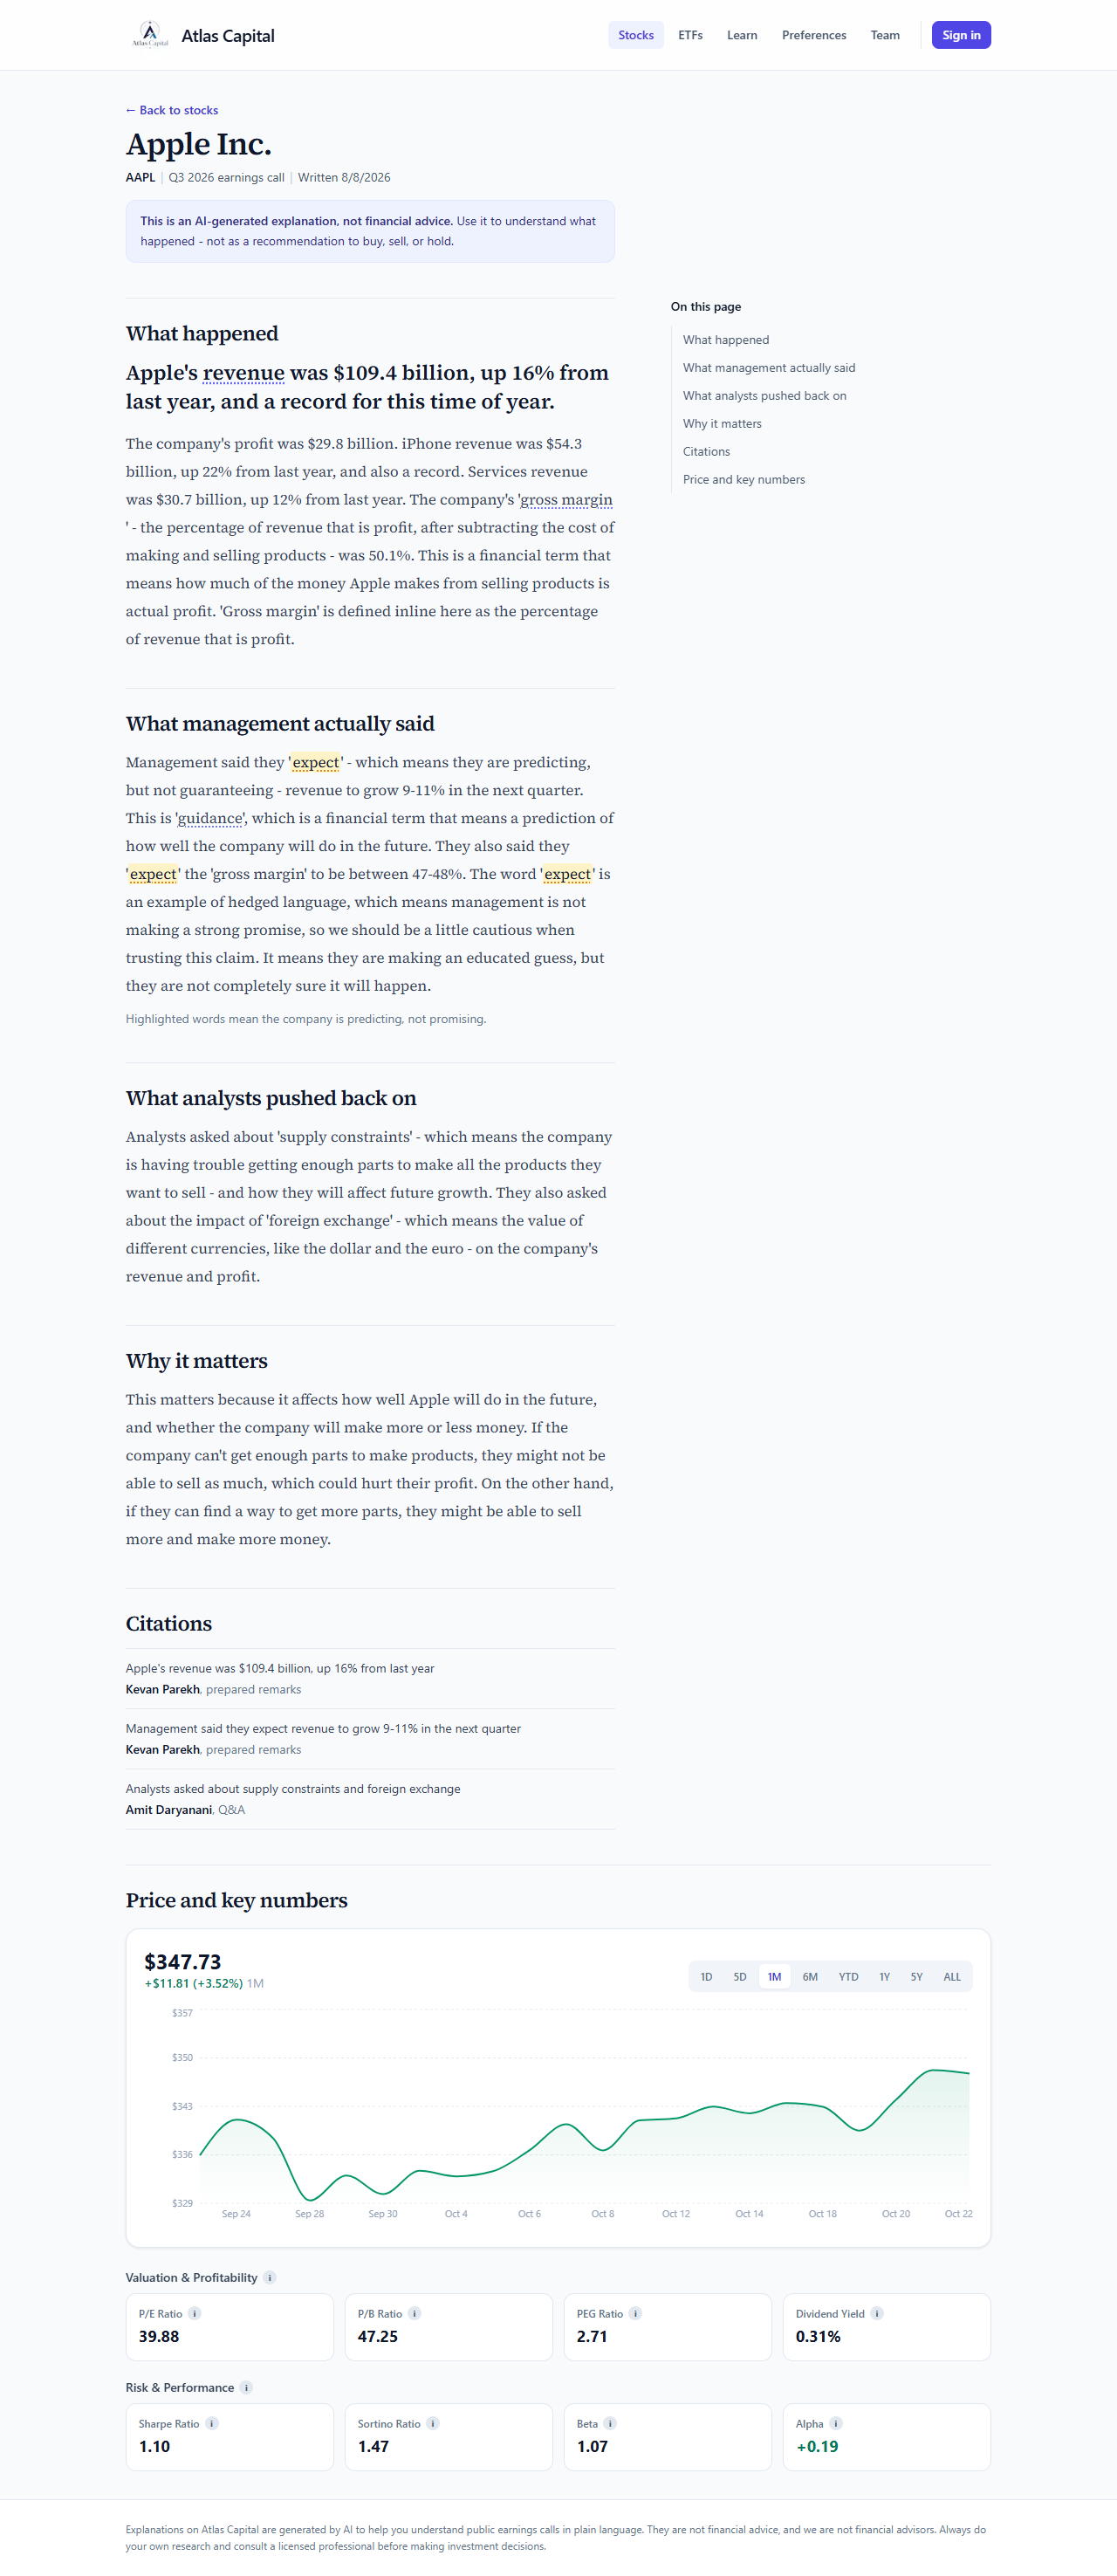 Atlas Capital
Atlas Capital
Stocks
ETFs
Learn
Preferences
Team
Sign in
← Back to stocks
Apple Inc.
AAPL | Q3 2026 earnings call | Written 8/8/2026
This is an AI-generated explanation, not financial advice. Use it to understand what
happened - not as a recommendation to buy, sell, or hold.
What happened
Apple's revenue was $109.4 billion, up 16% from
last year, and a record for this time of year.
The company's profit was $29.8 billion. iPhone revenue was $54.3
billion, up 22% from last year, and also a record. Services revenue
was $30.7 billion, up 12% from last year. The company's 'gross margin
' - the percentage of revenue that is profit, after subtracting the cost of
making and selling products - was 50.1%. This is a financial term that
means how much of the money Apple makes from selling products is
actual profit. 'Gross margin' is defined inline here as the percentage
of revenue that is profit.
On this page
What happened
What management actually said
What analysts pushed back on
Why it matters
Citations
Price and key numbers
What management actually said
Management said they 'expect' - which means they are predicting,
but not guaranteeing - revenue to grow 9-11% in the next quarter.
This is 'guidance', which is a financial term that means a prediction of
how well the company will do in the future. They also said they
'expect' the 'gross margin' to be between 47-48%. The word 'expect' is
an example of hedged language, which means management is not
making a strong promise, so we should be a little cautious when
trusting this claim. It means they are making an educated guess, but
they are not completely sure it will happen.
Highlighted words mean the company is predicting, not promising.
What analysts pushed back on
Analysts asked about 'supply constraints' - which means the company
is having trouble getting enough parts to make all the products they
want to sell - and how they will affect future growth. They also asked
about the impact of 'foreign exchange' - which means the value of
different currencies, like the dollar and the euro - on the company's
revenue and profit.
Why it matters
This matters because it affects how well Apple will do in the future,
and whether the company will make more or less money. If the
company can't get enough parts to make products, they might not be
able to sell as much, which could hurt their profit. On the other hand,
if they can find a way to get more parts, they might be able to sell
more and make more money.
Citations
Apple's revenue was $109.4 billion, up 16% from last year
Kevan Parekh, prepared remarks
Management said they expect revenue to grow 9-11% in the next quarter
Kevan Parekh, prepared remarks
Analysts asked about supply constraints and foreign exchange
Amit Daryanani, Q&A
Price and key numbers
$347.73
+$11.81 (+3.52%) 1M
1D 5D 1M 6M YTD 1Y 5Y ALL
$357
$350
$343
$336
$329
Sep 24 Sep 28 Sep 30 Oct 4 Oct 6 Oct 8 Oct 12 Oct 14 Oct 18 Oct 20 Oct 22
Valuation & Profitability i
P/E Ratio i
39.88
P/B Ratio i
47.25
PEG Ratio i
2.71
Dividend Yield i
0.31%
Risk & Performance i
Sharpe Ratio i
1.10
Sortino Ratio i
1.47
Beta i
1.07
Alpha i
+0.19
Explanations on Atlas Capital are generated by AI to help you understand public earnings calls in plain language. They are not financial advice, and we are not financial advisors. Always do
your own research and consult a licensed professional before making investment decisions.